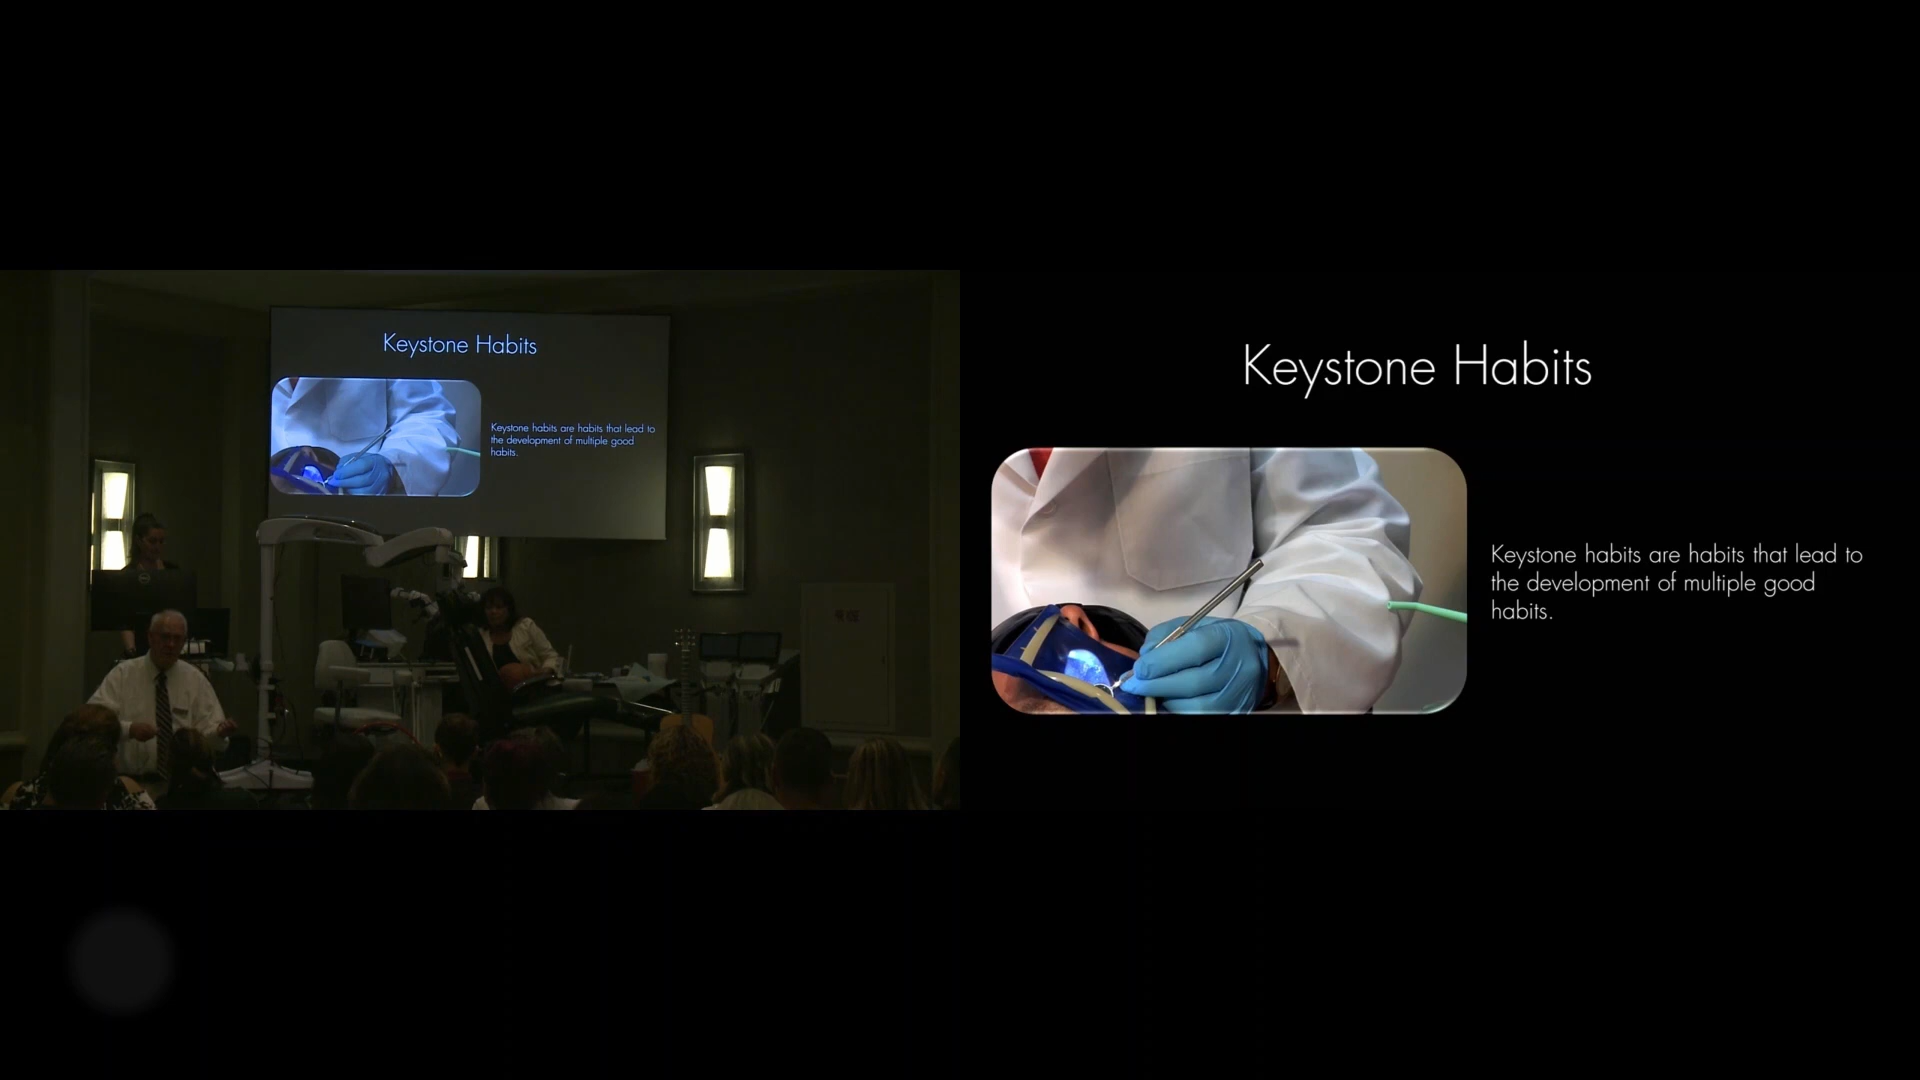 Keystone Habits
Keystone habits are habits that lead to
the development of multiple good
habits.
Keystone Habits
Keystone habits are habits that lead to
the development of multiple good
habits.